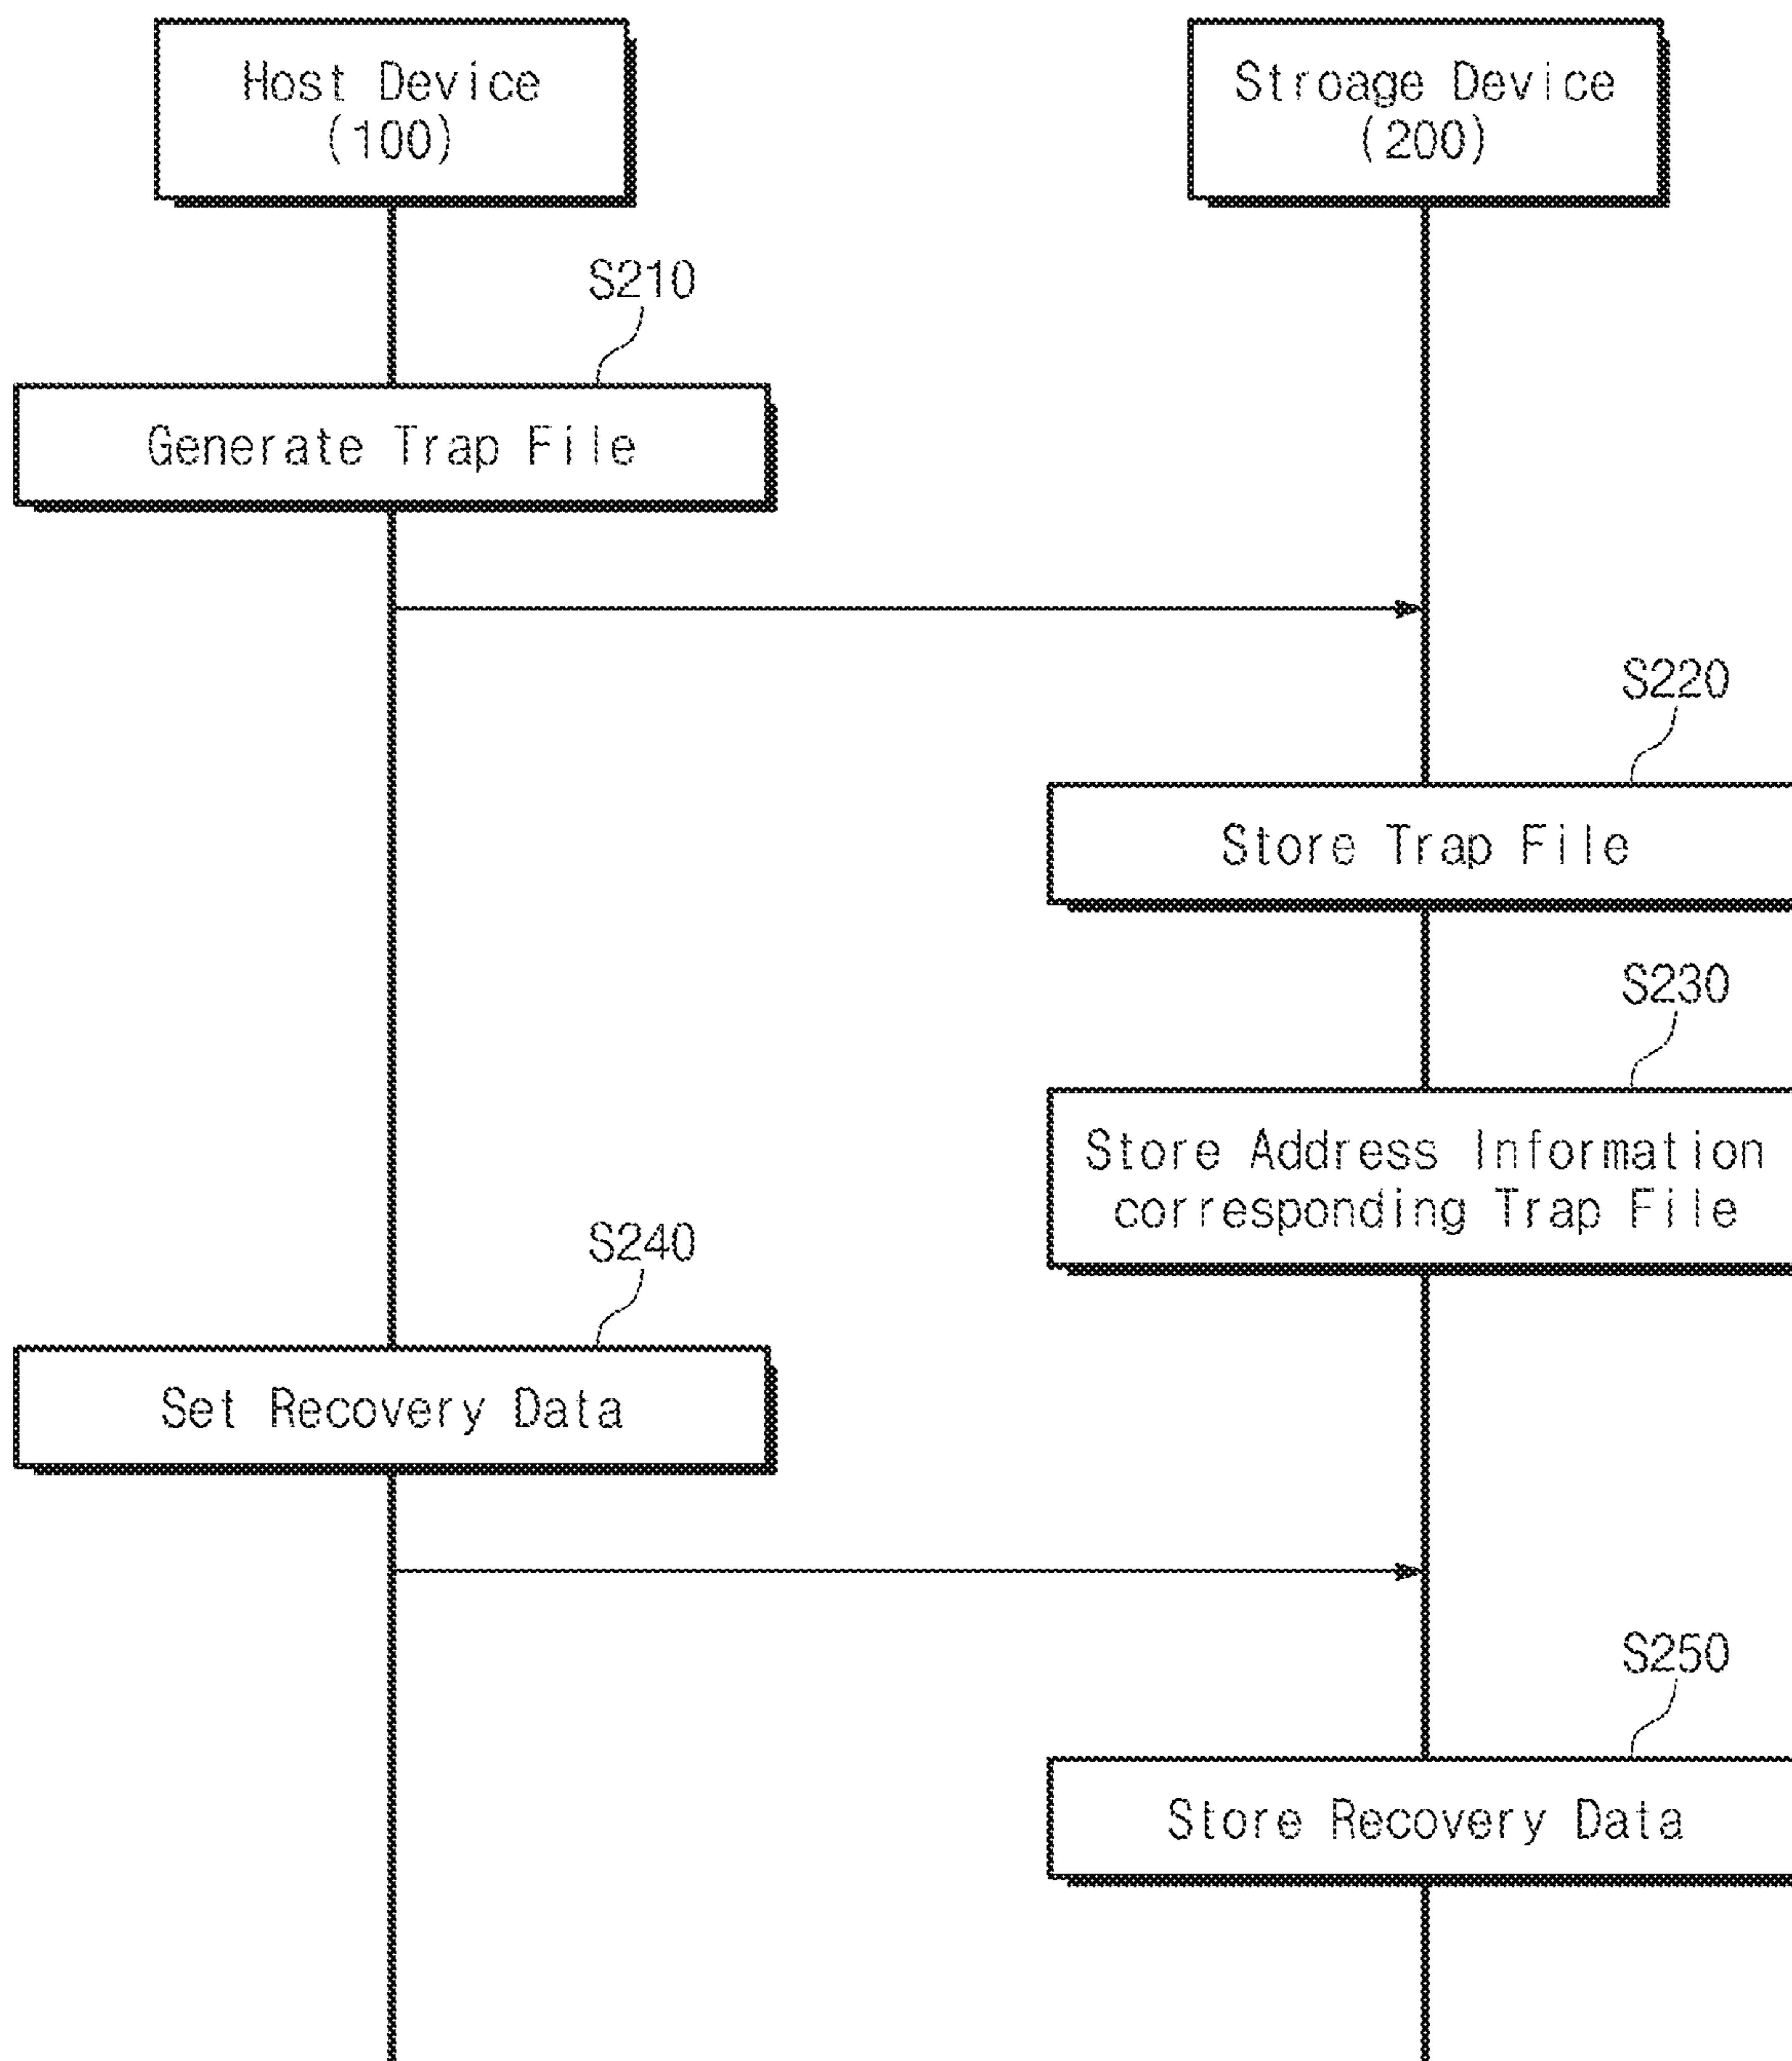 Host Device
(100)
Stroage Device
(200)
S210
Generate Trap File
S220
Store Trap File
S230
Store Address Information
corresponding Trap File
S240
Set Recovery Data
S250
Store Recovery Data